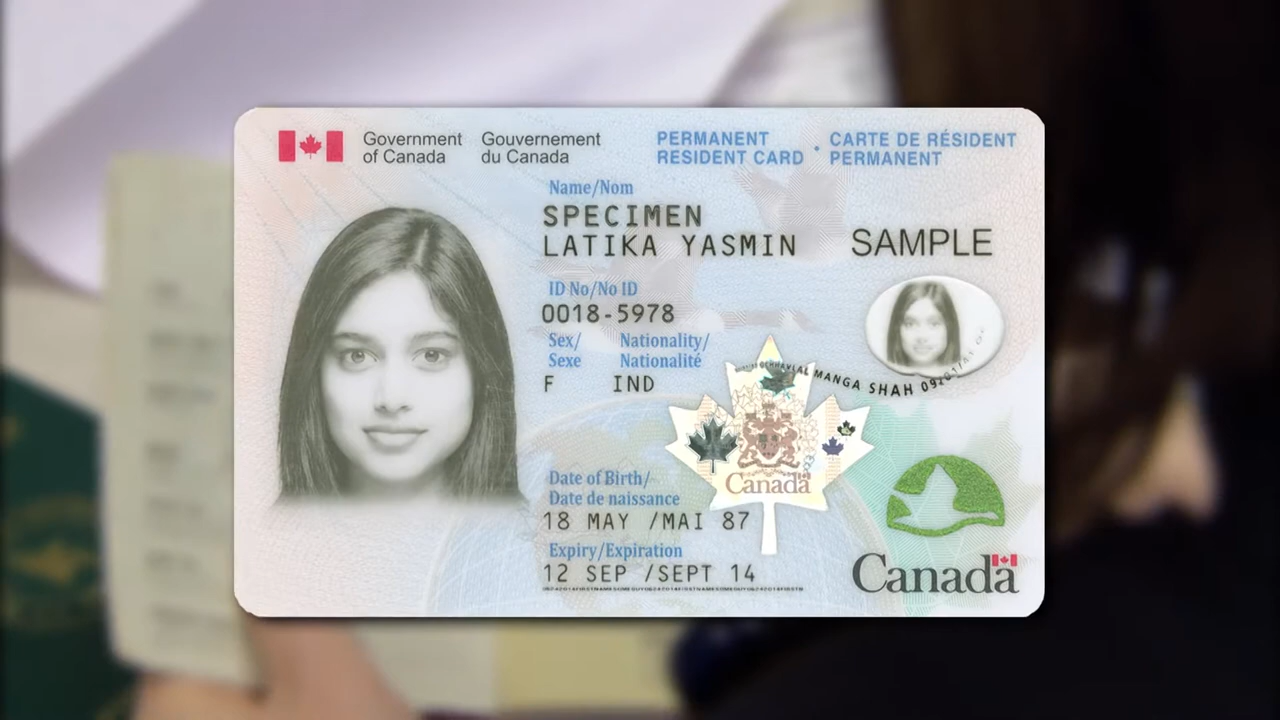 Government
of Canada
Gouvernement
du Canada
PERMANENT
RESIDENT CARD
•
CARTE DE RÉSIDENT
PERMANENT
Name/Nom
SPECIMEN
LATIKA YASMIN
SAMPLE
ID No/No ID
0018-5978
Sex/
Sexe
Nationality/
Nationalité
F IND
MANGA SHAH
Canada
Date of Birth/
Date de naissance
18 MAY /MAI 87
Expiry/Expiration
12 SEP /SEPT 14
Canada